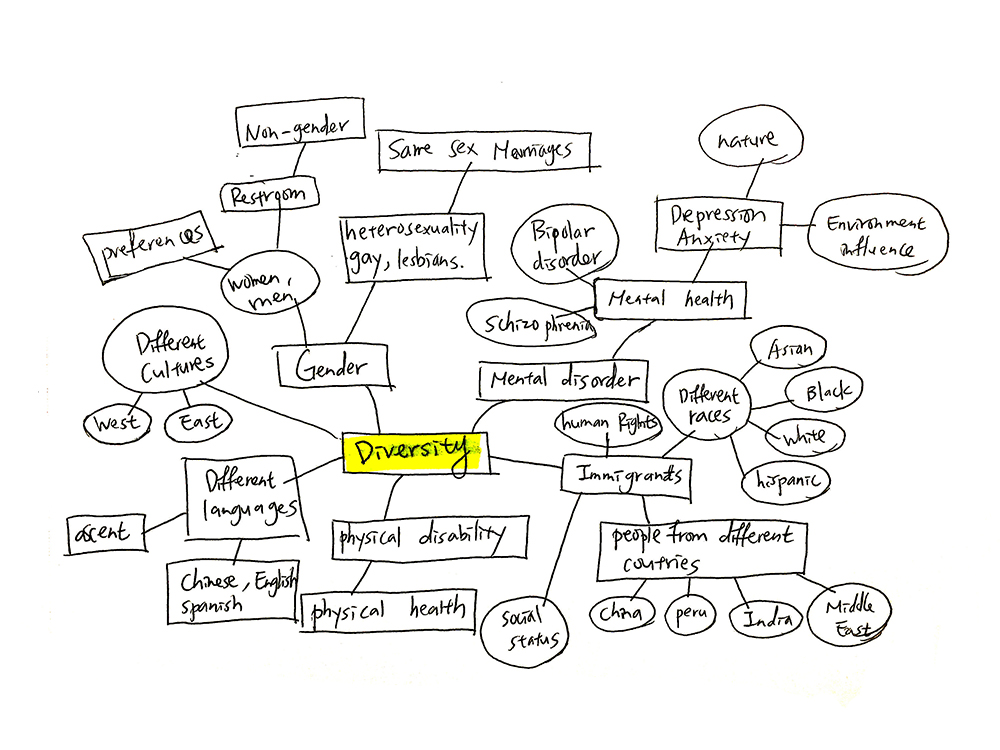 Non-gender
Same sex Marriages
nature
Restroom
preferences
women,
men
heterosexuality
gay, lesbians.
Bipolar
disorder
Depression
Anxiety
Environment
influence
Mental health
Schizophrenia
Different
Cultures
West
East
Gender
Mental disorder
Different
races
Asian
Black
white
hispanic
human Rights
Diversity
Immigrants
Different
languages
ascent
Chinese, English
spanish
physical disability
physical health
social
status
people from different
coutries
China
peru
India
Middle
East